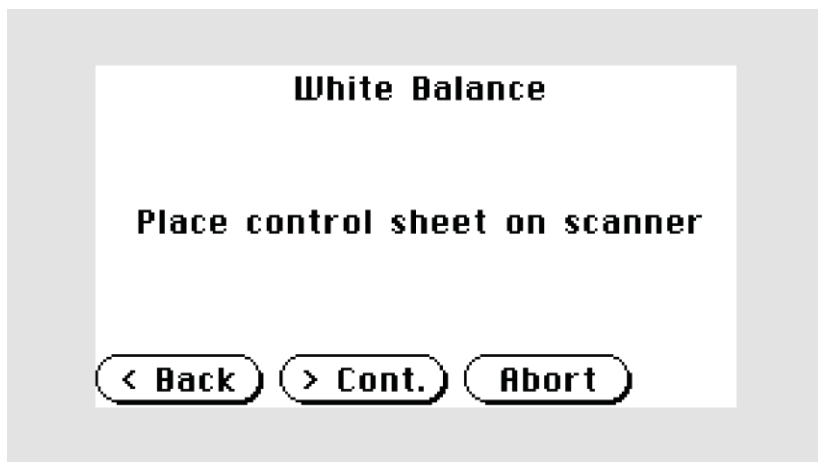 White Balance
Place control sheet on scanner
< Back > Cont. Abort